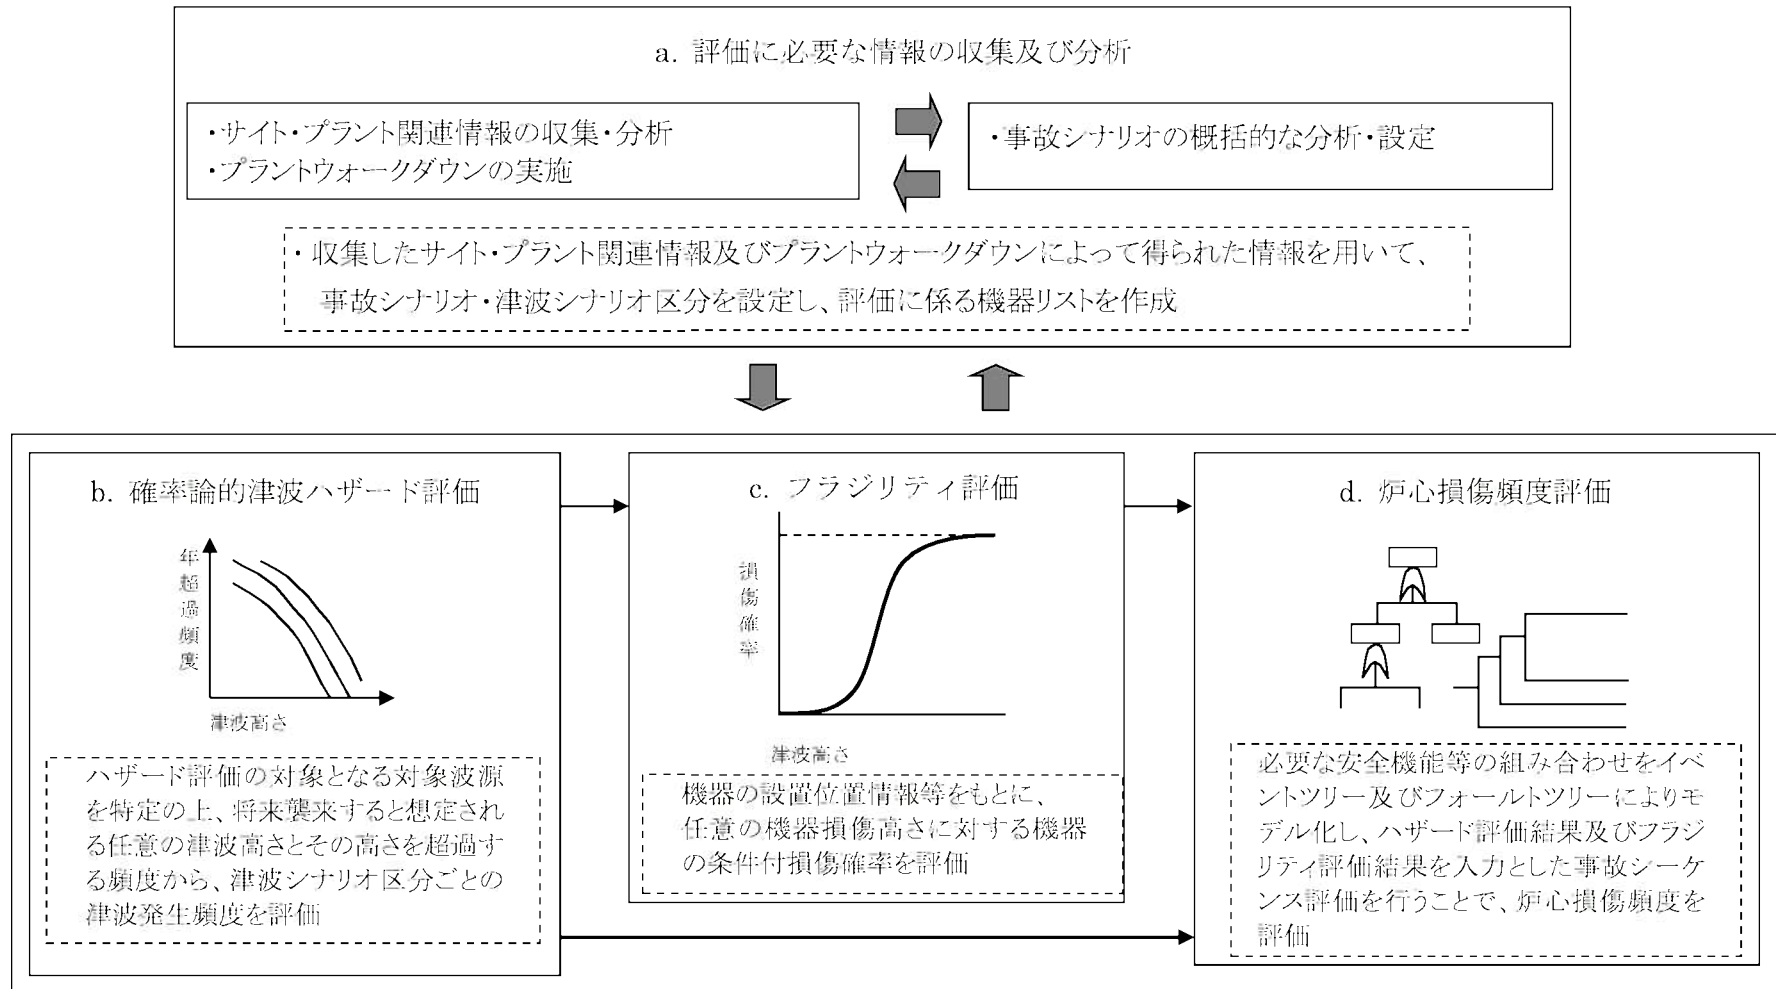 a. 評価に必要な情報の収集及び分析
・サイト・プラント関連情報の収集・分析
・プラントウォークダウンの実施
・事故シナリオの概括的な分析・設定
・収集したサイト・プラント関連情報及びプラントウォークダウンによって得られた情報を用いて、
事故シナリオ・津波シナリオ区分を設定し、評価に係る機器リストを作成
b. 確率論的津波ハザード評価
年超過頻度
津波高さ
ハザード評価の対象となる対象波源
を特定の上、将来襲来すると想定され
る任意の津波高さとその高さを超過す
る頻度から、津波シナリオ区分ごとの
津波発生頻度を評価
c. フラジリティ評価
損傷確率
津波高さ
機器の設置位置情報等をもとに、
任意の機器損傷高さに対する機器
の条件付損傷確率を評価
d. 炉心損傷頻度評価
必要な安全機能等の組み合わせをイベ
ントツリー及びフォールトツリーによりモ
デル化し、ハザード評価結果及びフラジ
リティ評価結果を入力とした事故シーケ
ンス評価を行うことで、炉心損傷頻度を
評価